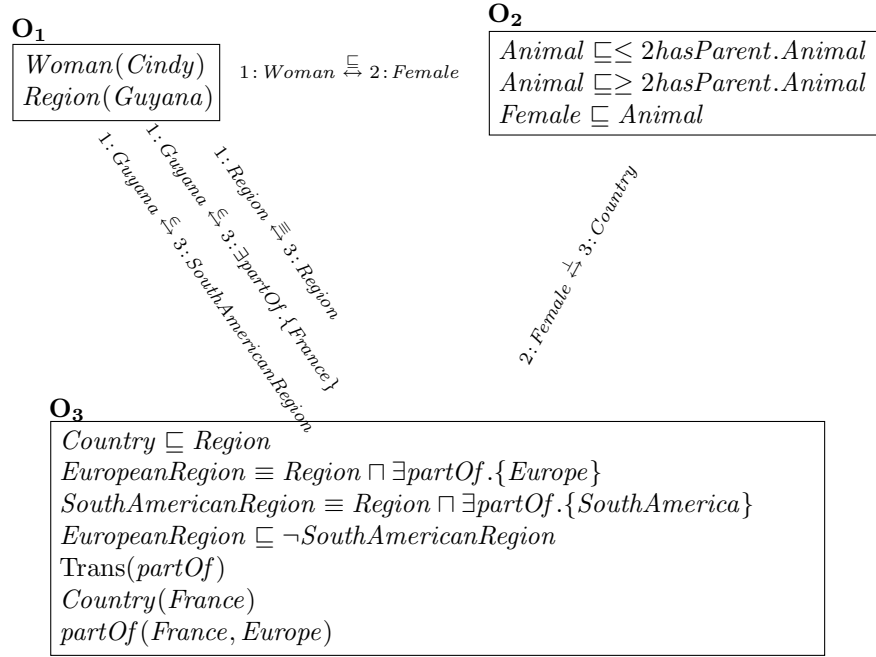 O₁
Woman(Cindy)
Region(Guyana)
1: Woman ⊑↔ 2: Female
O₂
Animal ⊑≤ 2hasParent.Animal
Animal ⊑≥ 2hasParent.Animal
Female ⊑ Animal
1: Guyana ∈↔ 3: SouthAmericanRegion
1: Guyana ∈↔ 3: ∃partOf.{France}
1: Region ≡↔ 3: Region
2: Female ⊥↔ 3: Country
O₃
Country ⊑ Region
EuropeanRegion ≡ Region ⊓ ∃partOf.{Europe}
SouthAmericanRegion ≡ Region ⊓ ∃partOf.{SouthAmerica}
EuropeanRegion ⊑ ¬SouthAmericanRegion
Trans(partOf)
Country(France)
partOf(France, Europe)